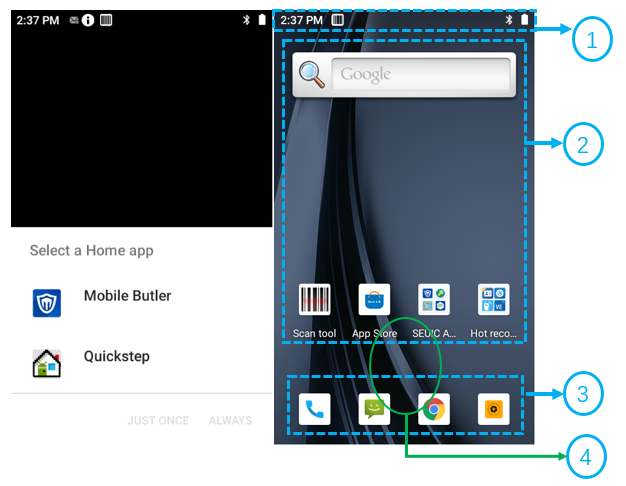 2:37 PM
Select a Home app
Mobile Butler
Quickstep
JUST ONCE ALWAYS
2:37 PM
Google
Scan tool App Store SEUIC A... Hot reco...
1
2
3
4